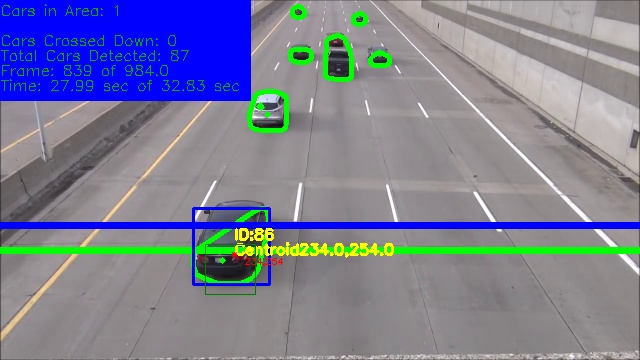 Cars in Area: 1
Cars Crossed Down: 0
Total Cars Detected: 87
Frame: 839 of 984.0
Time: 27.99 sec of 32.83 sec
ID:86
Centroid234.0,254.0